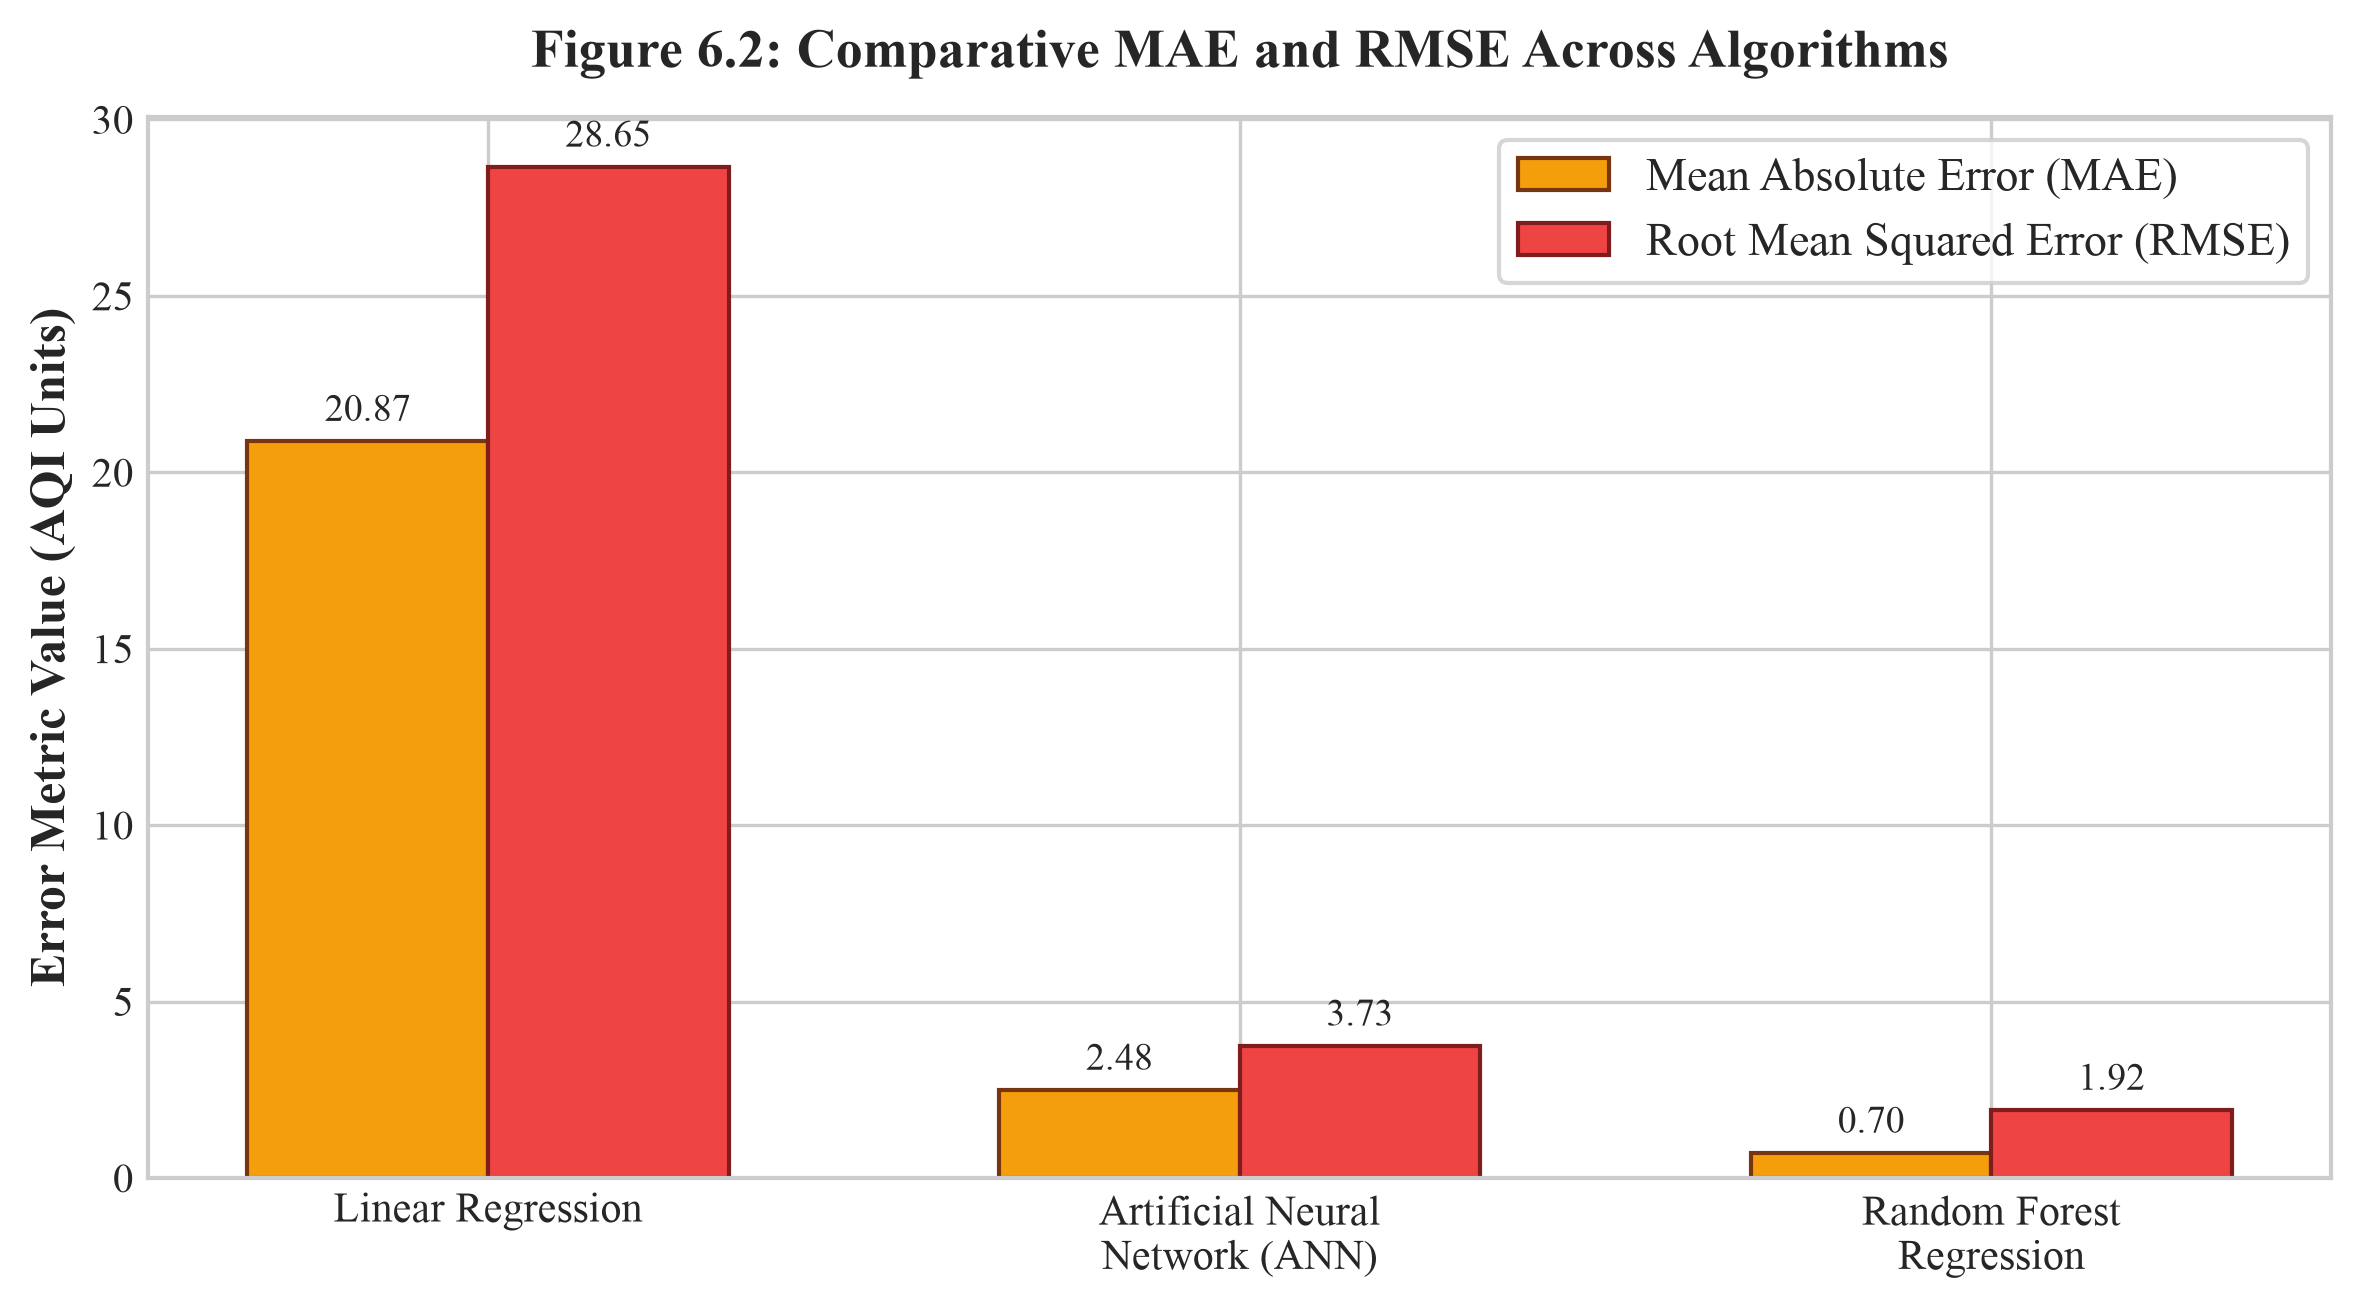 Figure 6.2: Comparative MAE and RMSE Across Algorithms
Error Metric Value (AQI Units)
30
25
20
15
10
5
0
Mean Absolute Error (MAE)
Root Mean Squared Error (RMSE)
20.87
28.65
2.48
3.73
0.70
1.92
Linear Regression
Artificial Neural
Network (ANN)
Random Forest
Regression